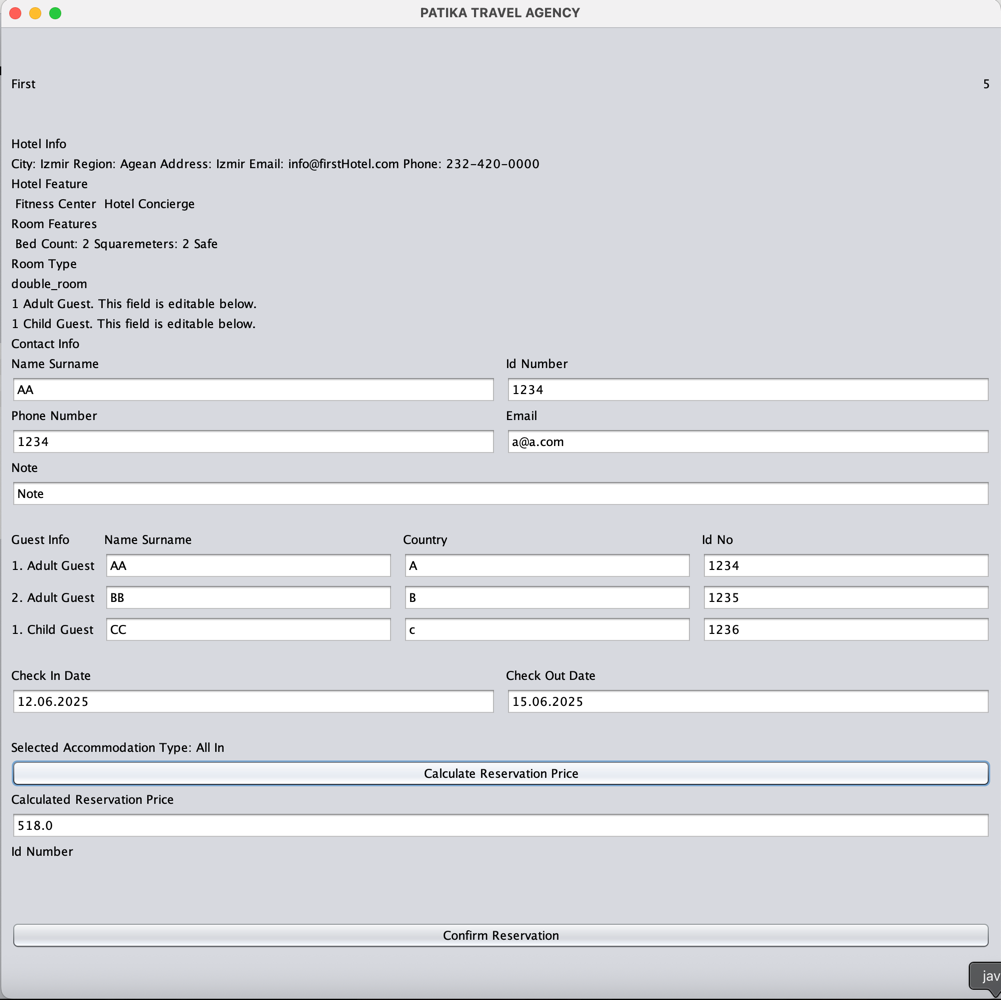 PATIKA TRAVEL AGENCY
First 5
Hotel Info
City: Izmir Region: Agean Address: Izmir Email: info@firstHotel.com Phone: 232-420-0000
Hotel Feature
Fitness Center Hotel Concierge
Room Features
Bed Count: 2 Squaremeters: 2 Safe
Room Type
double_room
1 Adult Guest. This field is editable below.
1 Child Guest. This field is editable below.
Contact Info
Name Surname Id Number
AA 1234
Phone Number Email
1234 a@a.com
Note
Note
Guest Info Name Surname Country Id No
1. Adult Guest AA A 1234
2. Adult Guest BB B 1235
1. Child Guest CC c 1236
Check In Date Check Out Date
12.06.2025 15.06.2025
Selected Accommodation Type: All In
Calculate Reservation Price
Calculated Reservation Price
518.0
Id Number
Confirm Reservation
jav